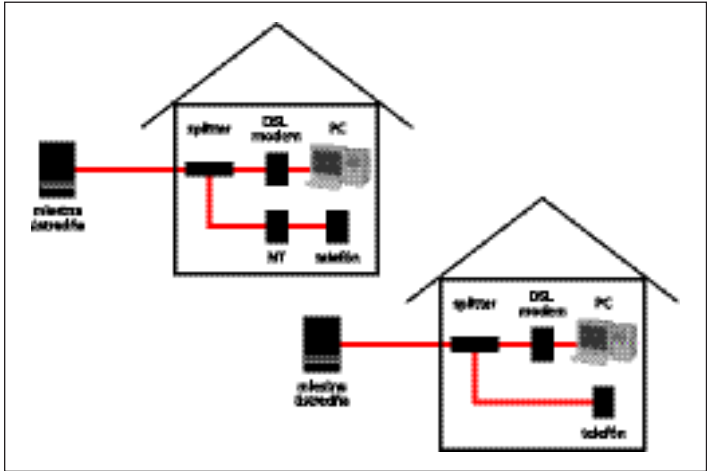 splitter
DSL
modem
PC
miestna
ústredňa
NT
telefón
splitter
DSL
modem
PC
miestna
ústredňa
telefón